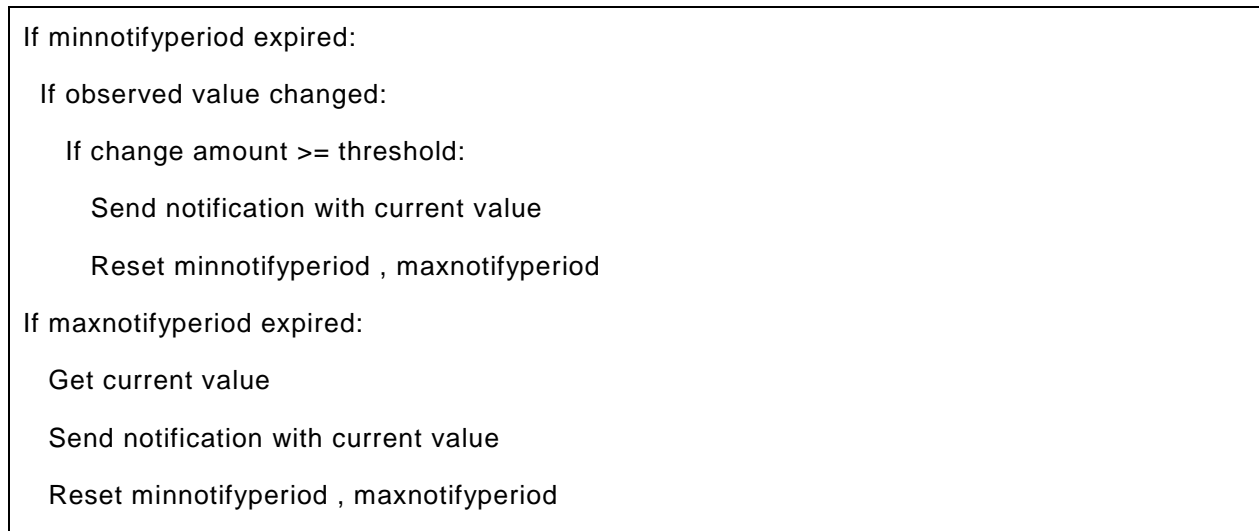 If minnotifyperiod expired:
If observed value changed:
If change amount >= threshold:
Send notification with current value
Reset minnotifyperiod , maxnotifyperiod
If maxnotifyperiod expired:
Get current value
Send notification with current value
Reset minnotifyperiod , maxnotifyperiod